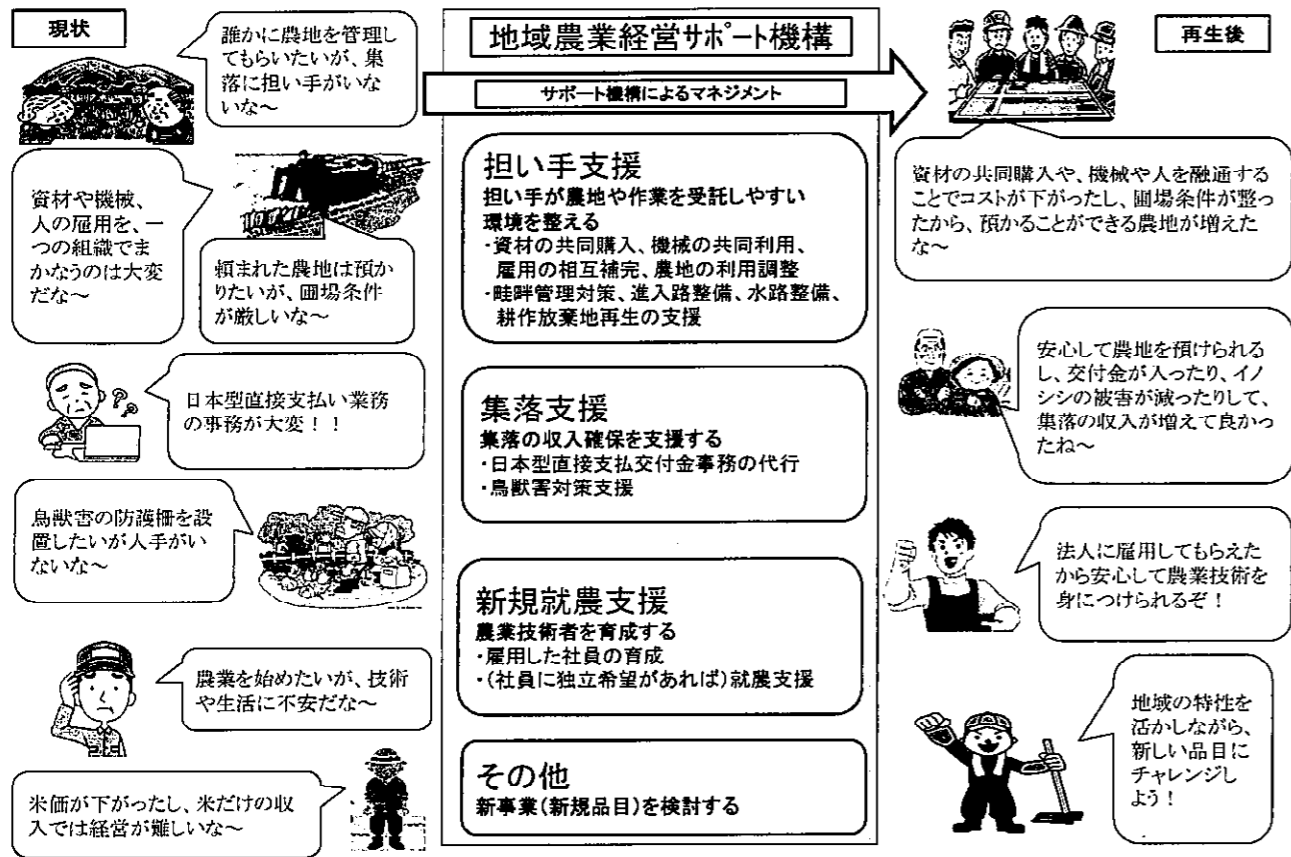 現状
誰かに農地を管理し
てもらいたいが、集
落に担い手がいな
いな～
資材や機械、
人の雇用を、一
つの組織でま
かなうのは大変
だな～
頼まれた農地は預か
りたいが、圃場条件
が厳しいな～
日本型直接支払い業務
の事務が大変！！
鳥獣害の防護柵を設
置したいが人手がい
ないな～
農業を始めたいが、技術
や生活に不安だな～
米価が下がったし、米だけの収
入では経営が難しいな～
地域農業経営サポート機構
サポート機構によるマネジメント
担い手支援
担い手が農地や作業を受託しやすい
環境を整える
・資材の共同購入、機械の共同利用、
雇用の相互補完、農地の利用調整
・畦畔管理対策、進入路整備、水路整備、
耕作放棄地再生の支援
集落支援
集落の収入確保を支援する
・日本型直接支払交付金事務の代行
・鳥獣害対策支援
新規就農支援
農業技術者を育成する
・雇用した社員の育成
・（社員に独立希望があれば）就農支援
その他
新事業（新規品目）を検討する
再生後
資材の共同購入や、機械や人を融通する
ことでコストが下がったし、圃場条件が整っ
たから、預かることができる農地が増えた
な～
安心して農地を預けられる
し、交付金が入ったり、イノ
シシの被害が減ったりして、
集落の収入が増えて良かっ
たね～
法人に雇用してもらえた
から安心して農業技術を
身につけられるぞ！
地域の特性を
活かしながら、
新しい品目に
チャレンジし
よう！